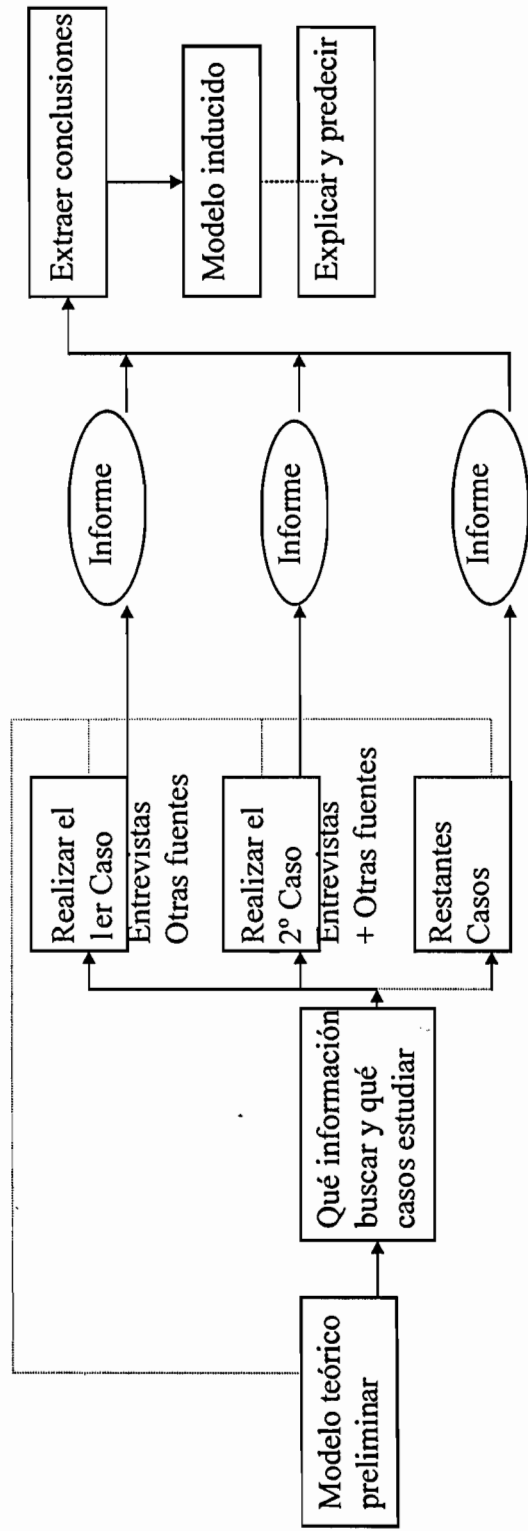 Modelo teórico
preliminar
Qué información
buscar y qué
casos estudiar
Realizar el
1er Caso
Entrevistas
Otras fuentes
Realizar el
2º Caso
Entrevistas
+ Otras fuentes
Restantes
Casos
Informe
Informe
Informe
Extraer conclusiones
Modelo inducido
Explicar y predecir